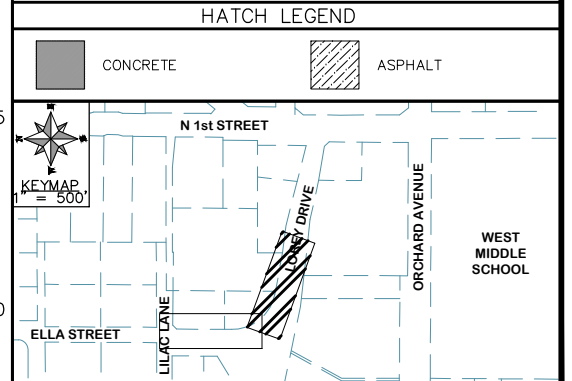 HATCH LEGEND
CONCRETE
ASPHALT
N 1st STREET
KEYMAP
1" = 500'
LOSEY DRIVE
ORCHARD AVENUE
WEST
MIDDLE
SCHOOL
LILAC LANE
ELLA STREET